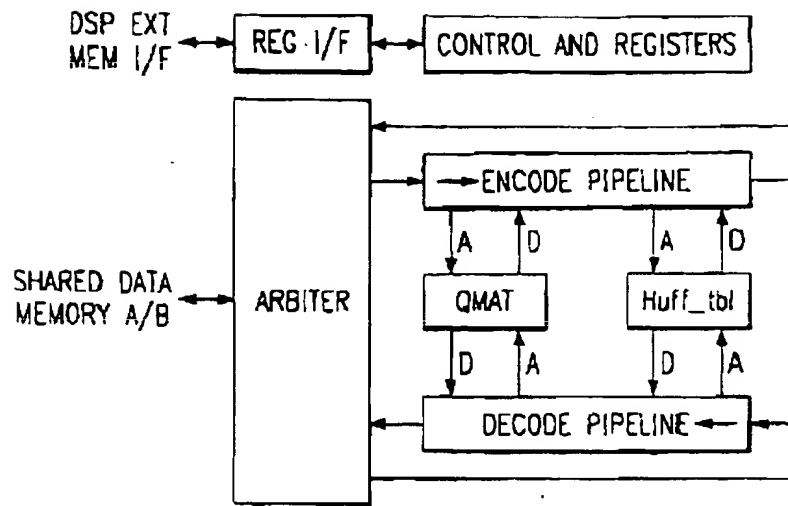 DSP EXT
MEM I/F
REG I/F
CONTROL AND REGISTERS
ENCODE PIPELINE
A
D
A
D
SHARED DATA
MEMORY A/B
ARBITER
QMAT
Huff_tbl
D
A
D
A
DECODE PIPELINE